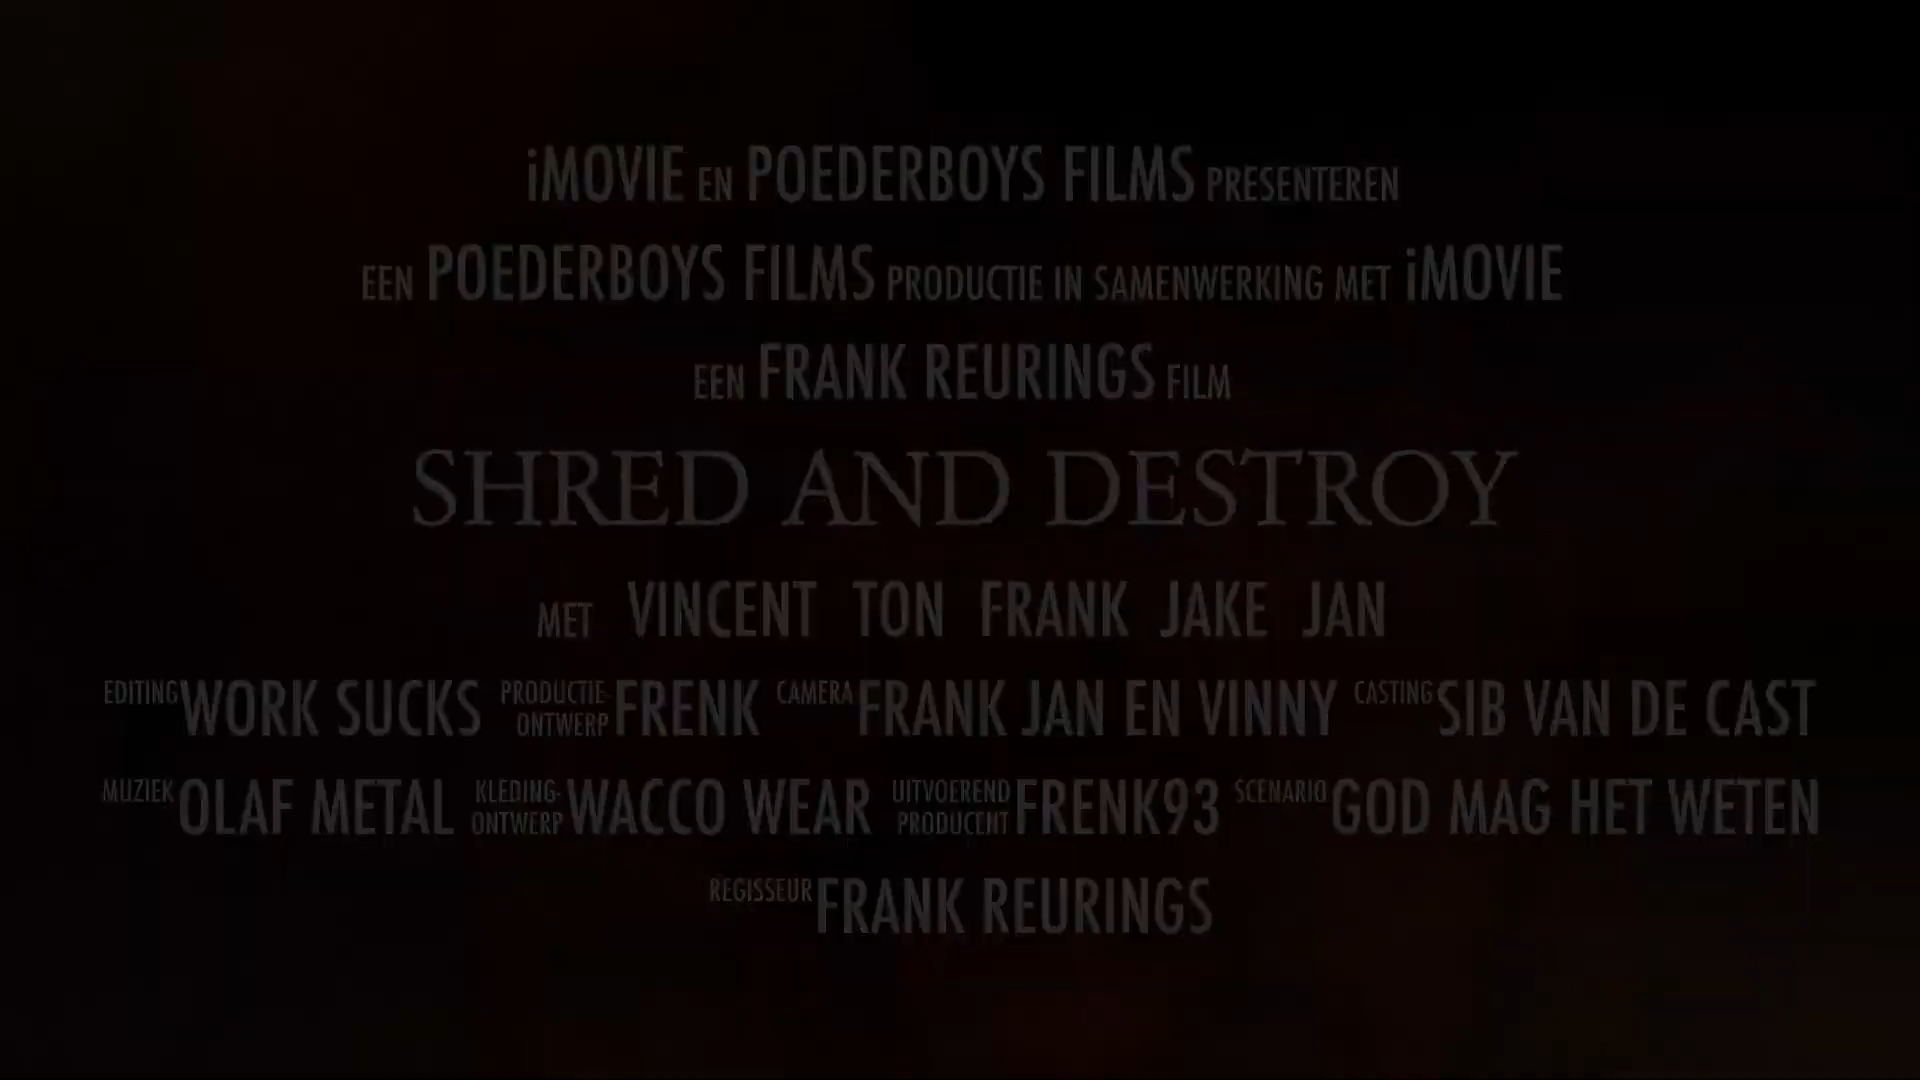 iMOVIE EN POEDERBOYS FILMS PRESENTEREN
EEN POEDERBOYS FILMS PRODUCTIE IN SAMENWERKING MET iMOVIE
EEN FRANK REURINGS FILM
SHRED AND DESTROY
MET VINCENT TON FRANK JAKE JAN
EDITING WORK SUCKS PRODUCTIE-ONTWERP FRENK CAMERA FRANK JAN EN VINNY CASTING SIB VAN DE CAST
MUZIEK OLAF METAL KLEDING-ONTWERP WACCO WEAR UITVOEREND PRODUCENT FRENK93 SCENARIO GOD MAG HET WETEN
REGISSEUR FRANK REURINGS